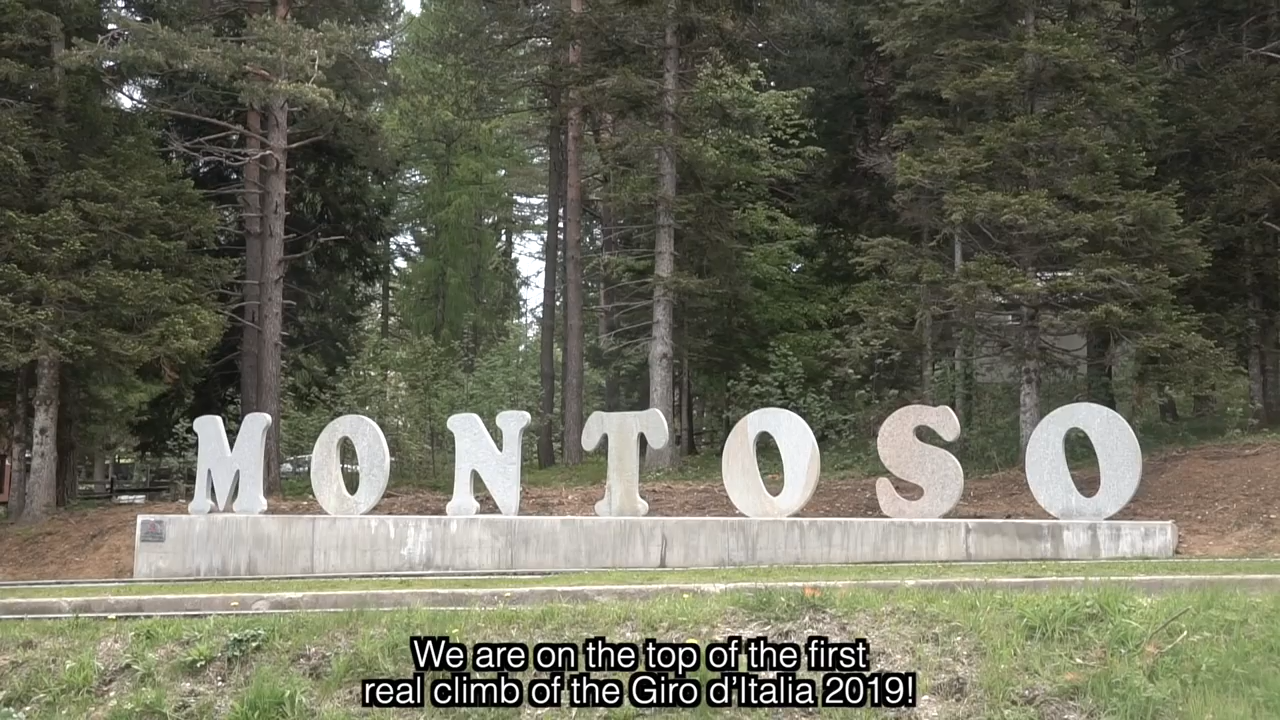 MONTOSO
We are on the top of the first
real climb of the Giro d'Italia 2019!